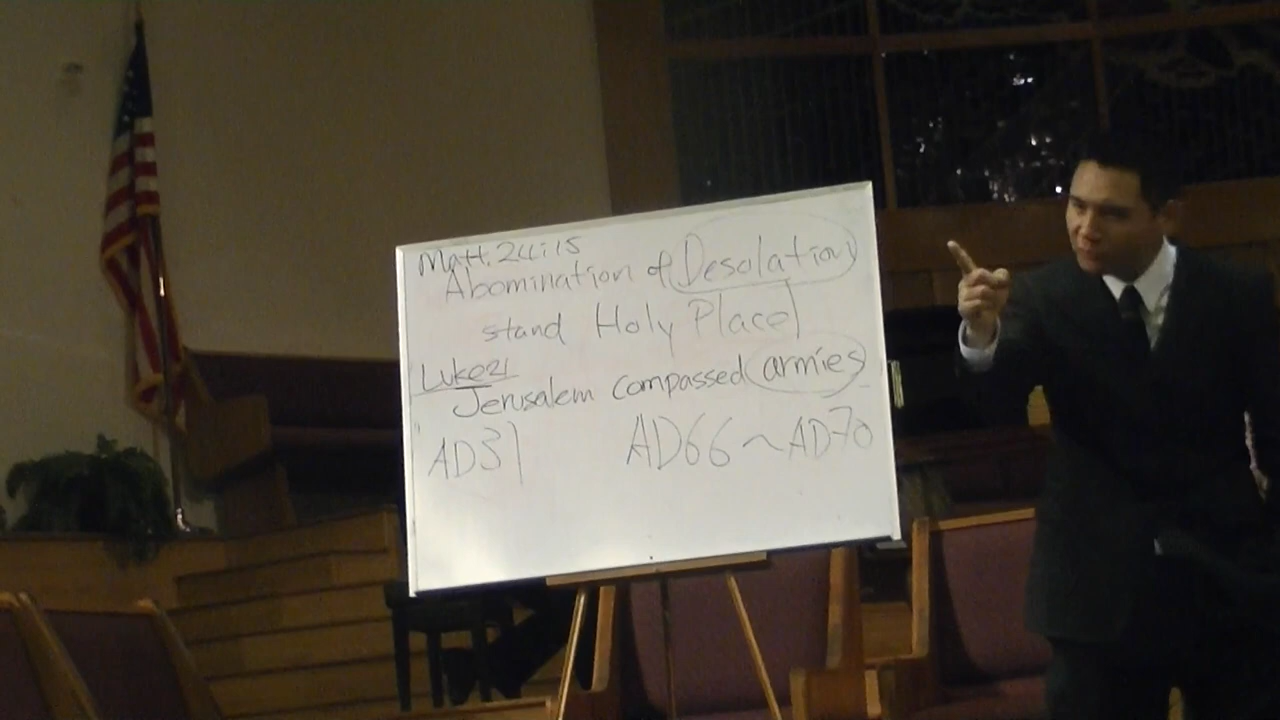 Matt. 24:15
Abomination of Desolation
stand Holy Place
Luke 21
Jerusalem compassed armies
AD31 AD66~AD70